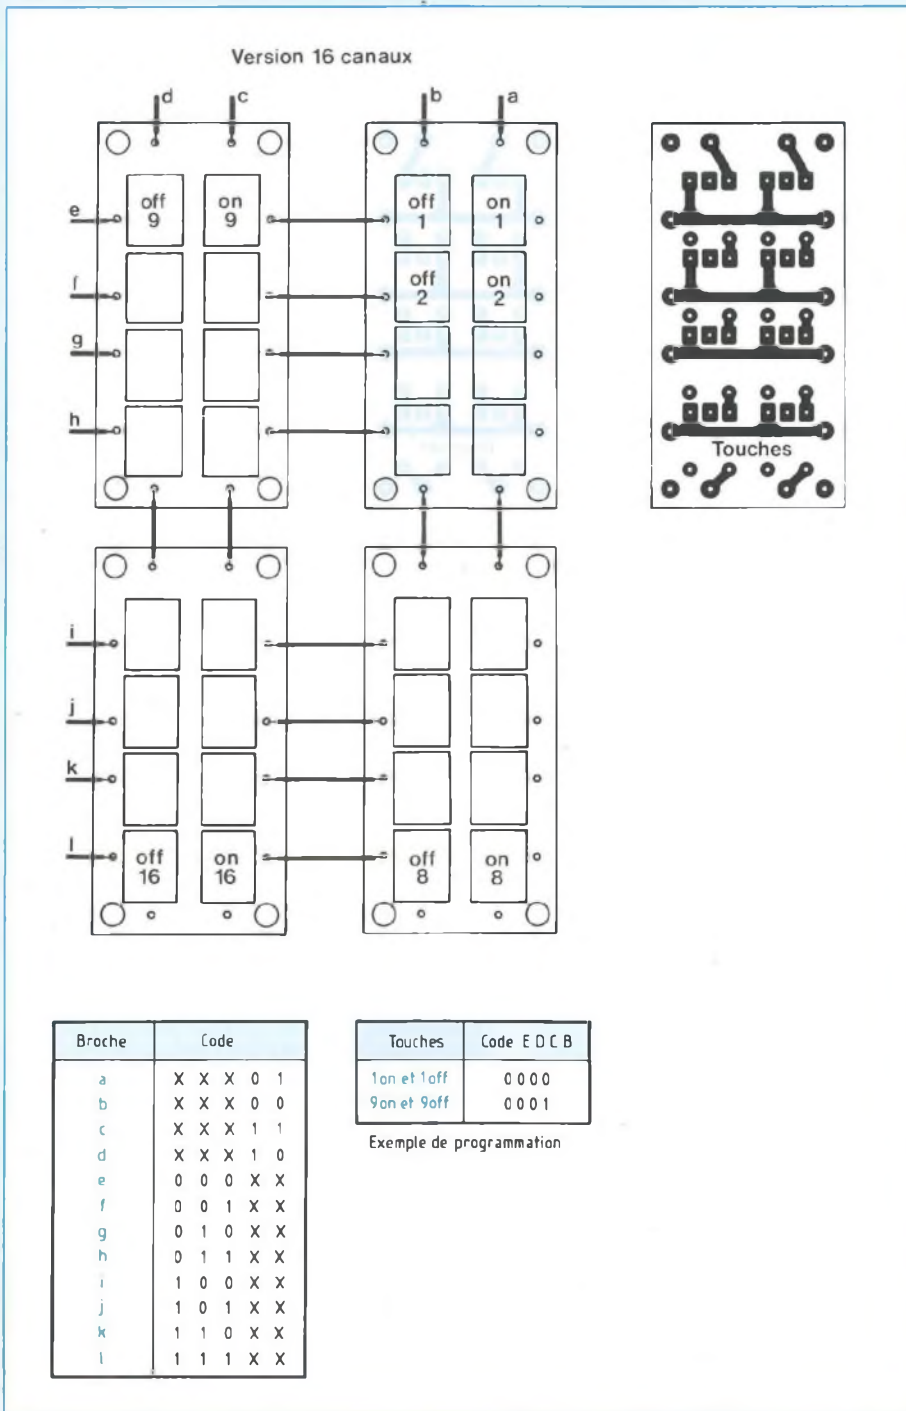 Version 16 canaux
d c b a
e off 9 on 9 off 1 on 1
f off 2 on 2
g
h
Touches
i
j
k
l off 16 on 16 off 8 on 8
Broche Code
a X X X 0 1
b X X X 0 0
c X X X 1 1
d X X X 1 0
e 0 0 0 X X
f 0 0 1 X X
g 0 1 0 X X
h 0 1 1 X X
i 1 0 0 X X
j 1 0 1 X X
k 1 1 0 X X
l 1 1 1 X X
Touches Code E D C B
1on et 1off 0 0 0 0
9on et 9off 0 0 0 1
Exemple de programmation